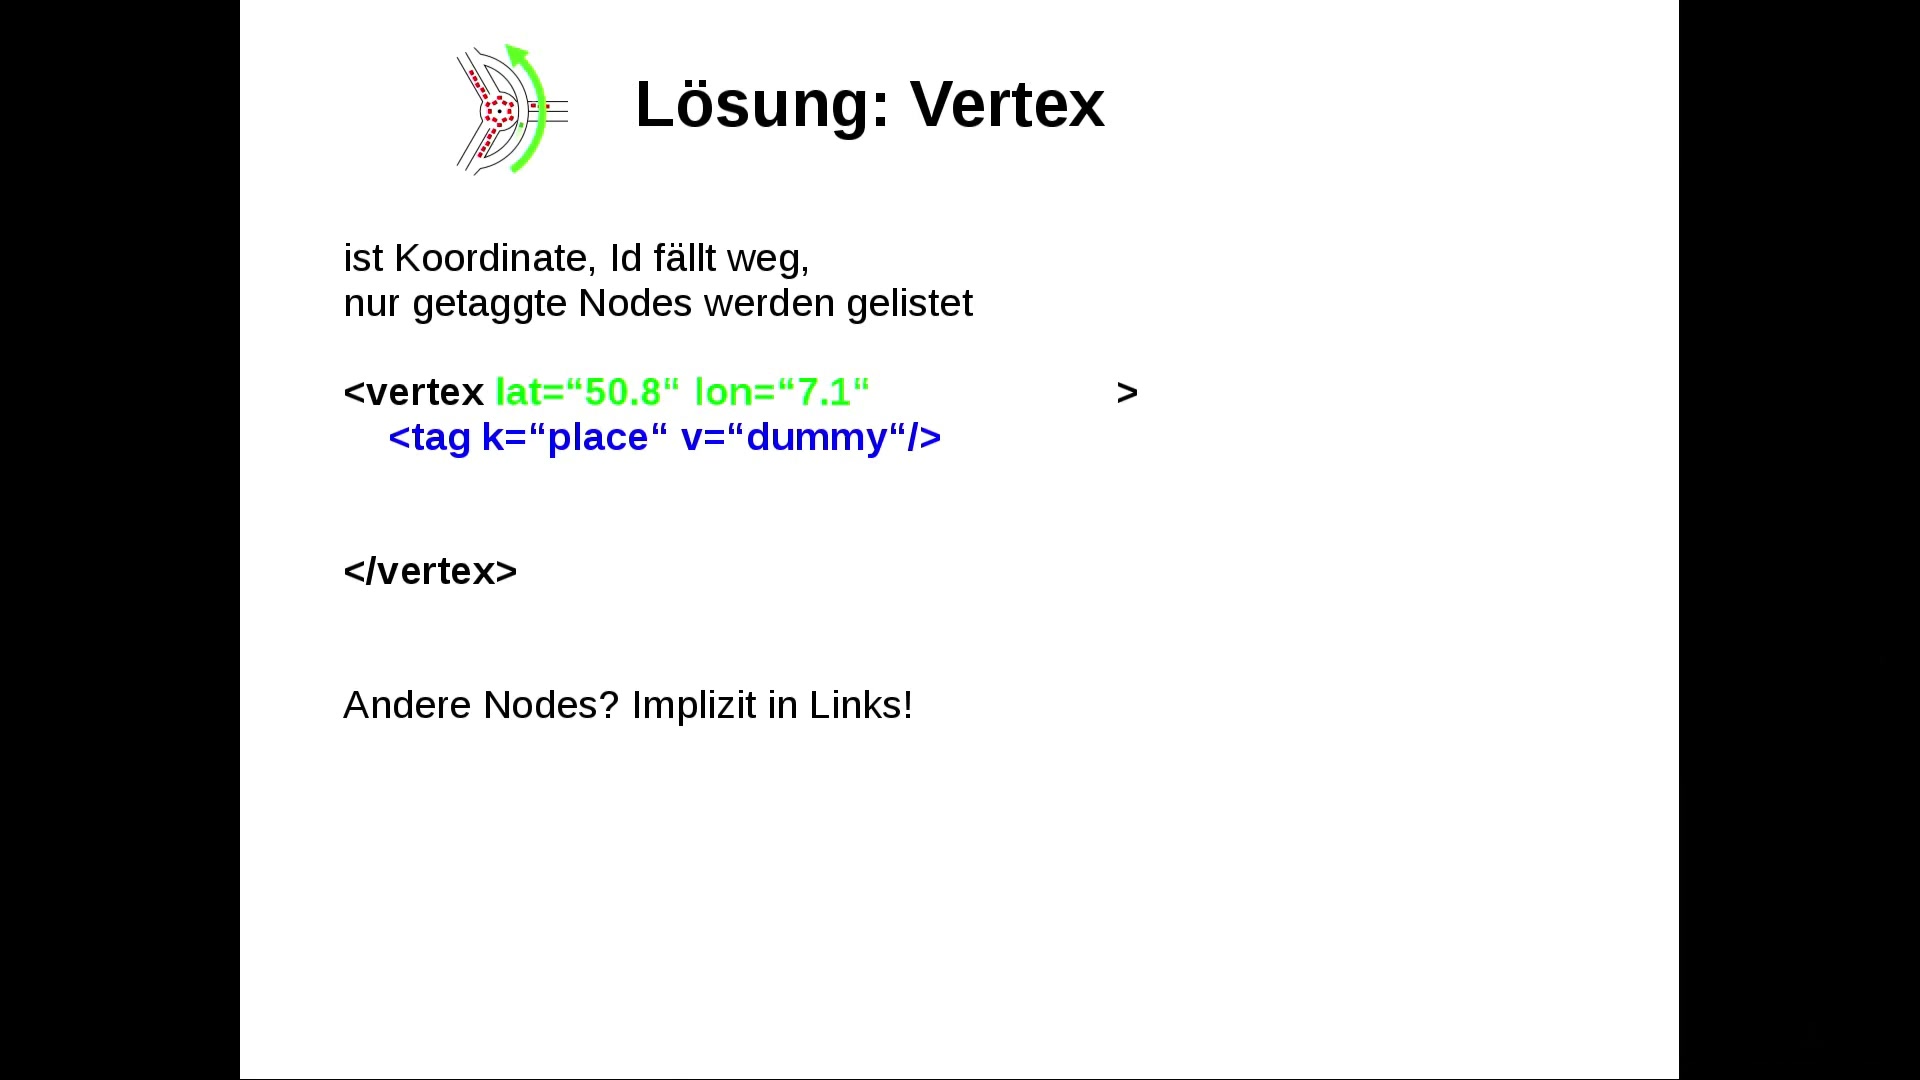 Lösung: Vertex
ist Koordinate, Id fällt weg,
nur getaggte Nodes werden gelistet
<vertex lat=“50.8“ lon=“7.1“ >
<tag k=“place“ v=“dummy“/>
</vertex>
Andere Nodes? Implizit in Links!